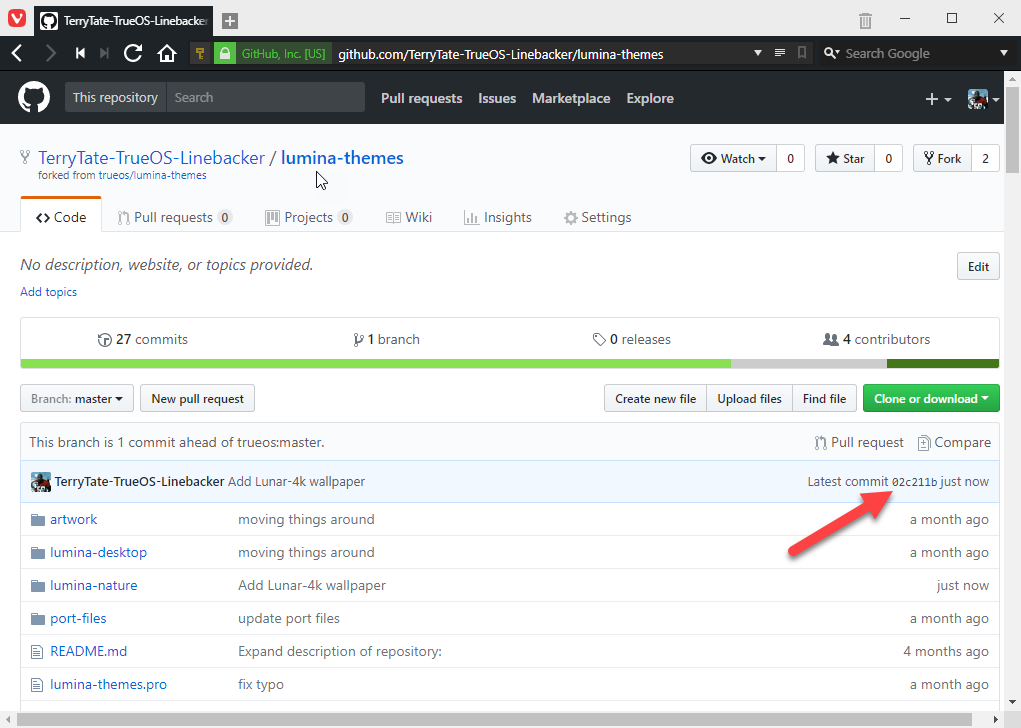 TerryTate-TrueOS-Linebacker
GitHub, Inc. [US] github.com/TerryTate-TrueOS-Linebacker/lumina-themes Search Google
This repository Search Pull requests Issues Marketplace Explore
TerryTate-TrueOS-Linebacker / lumina-themes Watch 0 Star 0 Fork 2
forked from trueos/lumina-themes
Code Pull requests 0 Projects 0 Wiki Insights Settings
No description, website, or topics provided. Edit
Add topics
27 commits 1 branch 0 releases 4 contributors
Branch: master New pull request Create new file Upload files Find file Clone or download
This branch is 1 commit ahead of trueos:master. Pull request Compare
TerryTate-TrueOS-Linebacker Add Lunar-4k wallpaper Latest commit 02c211b just now
artwork moving things around a month ago
lumina-desktop moving things around a month ago
lumina-nature Add Lunar-4k wallpaper just now
port-files update port files a month ago
README.md Expand description of repository: 4 months ago
lumina-themes.pro fix typo a month ago